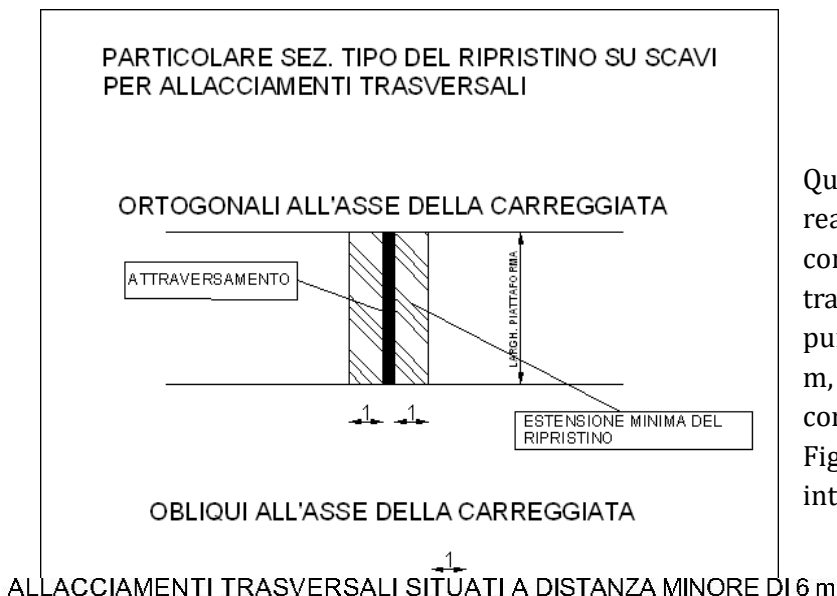 PARTICOLARE SEZ. TIPO DEL RIPRISTINO SU SCAVI
PER ALLACCIAMENTI TRASVERSALI
ORTOGONALI ALL'ASSE DELLA CARREGGIATA
ATTRAVERSAMENTO
LARGH. PIATTAFORMA
1 1
ESTENSIONE MINIMA DEL
RIPRISTINO
OBLIQUI ALL'ASSE DELLA CARREGGIATA
1
ALLACCIAMENTI TRASVERSALI SITUATI A DISTANZA MINORE DI 6 m
Qu
rea
con
tra
pu
m,
con
Fig
int